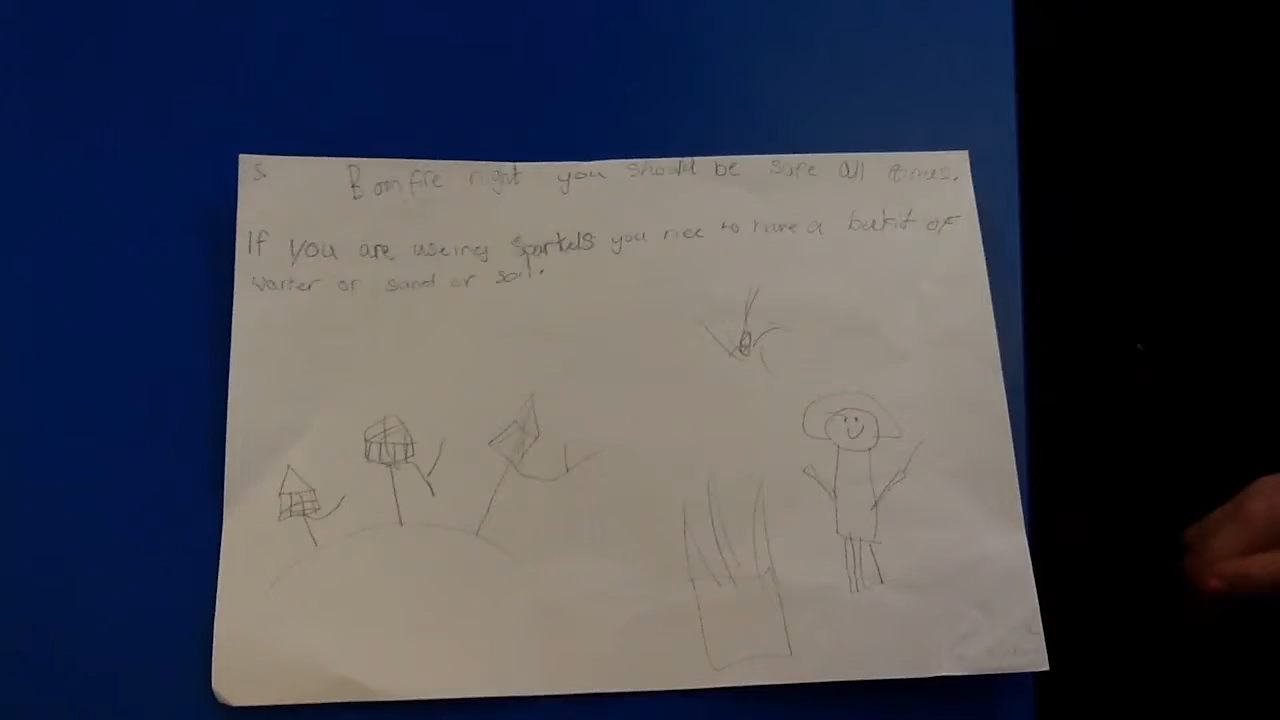 S. Bomfire night you should be safe all times.
If you are useing sparkels you nee to have a bukit of
warter or sand or soil.